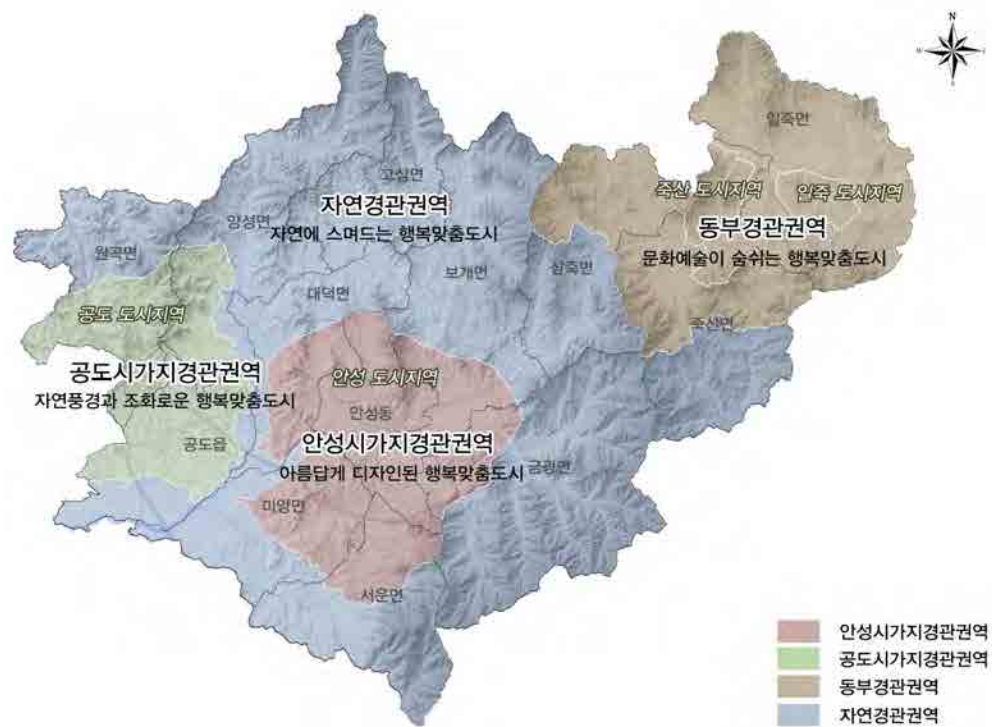 N
W
S
일죽면
고삼면
죽산 도시지역
일죽 도시지역
자연경관권역
양성면
동부경관권역
자연에 스며드는 행복맞춤도시
원곡면
보개면
삼죽면
문화예술이 숨쉬는 행복맞춤도시
대덕면
공도 도시지역
죽산면
공도시가지경관권역
안성 도시지역
자연풍경과 조화로운 행복맞춤도시
안성동
공도읍
안성시가지경관권역
아름답게 디자인된 행복맞춤도시
금광면
미양면
서운면
안성시가지경관권역
공도시가지경관권역
동부경관권역
자연경관권역